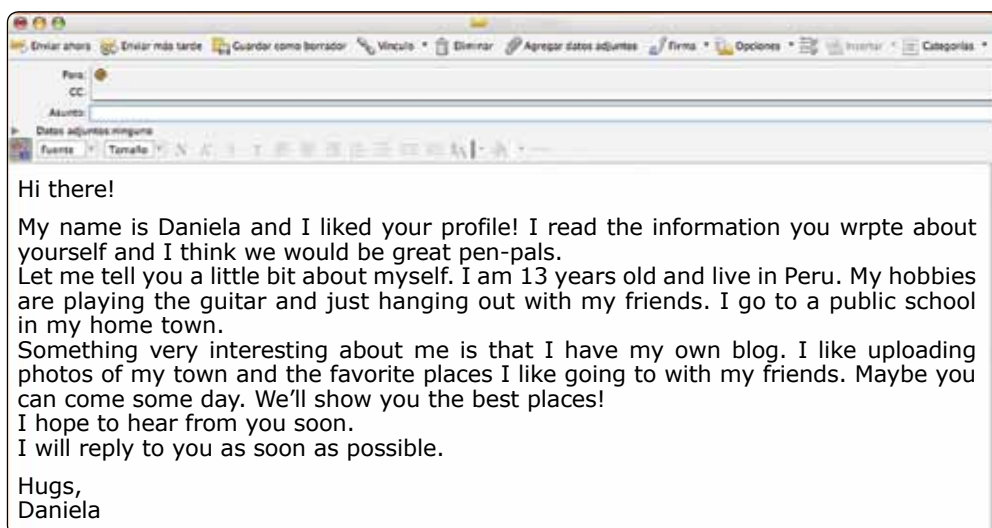 Enviar ahora Enviar más tarde Guardar como borrador Vínculo Eliminar Agregar datos adjuntos Firma Opciones Insertar Categorías
Para:
CC:
Asunto:
Datos adjuntos ninguno
Fuente Tamaño N K
Hi there!
My name is Daniela and I liked your profile! I read the information you wrpte about
yourself and I think we would be great pen-pals.
Let me tell you a little bit about myself. I am 13 years old and live in Peru. My hobbies
are playing the guitar and just hanging out with my friends. I go to a public school
in my home town.
Something very interesting about me is that I have my own blog. I like uploading
photos of my town and the favorite places I like going to with my friends. Maybe you
can come some day. We'll show you the best places!
I hope to hear from you soon.
I will reply to you as soon as possible.
Hugs,
Daniela